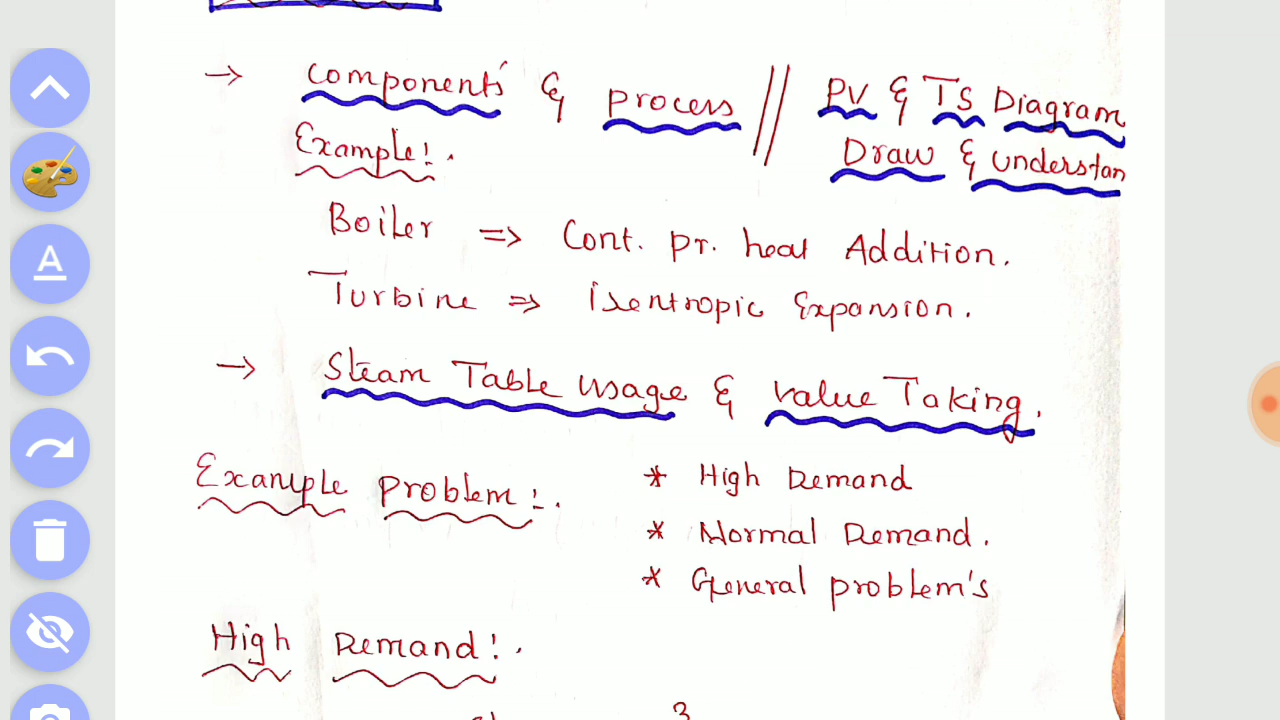 → Components & process // PV & TS Diagram
Example!. Draw & understan
Boiler => Cont. pr. heat Addition.
Turbine => isentropic Expansion.
→ Steam Table usage & value Taking.
Example problem:. * High Demand
* Normal Demand.
* General problem's
High Demand!.
3
A